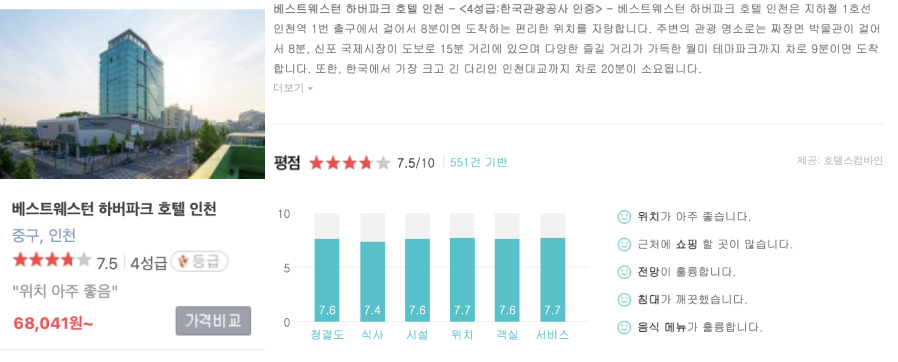 베스트웨스턴 하버파크 호텔 인천 - <4성급:한국관광공사 인증> - 베스트웨스턴 하버파크 호텔 인천은 지하철 1호선
인천역 1번 출구에서 걸어서 8분이면 도착하는 편리한 위치를 자랑합니다. 주변의 관광 명소로는 짜장면 박물관이 걸어
서 8분, 신포 국제시장이 도보로 15분 거리에 있으며 다양한 즐길 거리가 가득한 월미 테마파크까지 차로 9분이면 도착
합니다. 또한, 한국에서 가장 크고 긴 다리인 인천대교까지 차로 20분이 소요됩니다.
더보기
평점 7.5/10 551건 기반
제공: 호텔스컴바인
베스트웨스턴 하버파크 호텔 인천
중구, 인천
7.5 4성급 등급
"위치 아주 좋음"
68,041원~
가격비교
10
5
0
7.6 7.4 7.6 7.7 7.6 7.7
청결도 식사 시설 위치 객실 서비스
위치가 아주 좋습니다.
근처에 쇼핑 할 곳이 많습니다.
전망이 훌륭합니다.
침대가 깨끗했습니다.
음식 메뉴가 훌륭합니다.